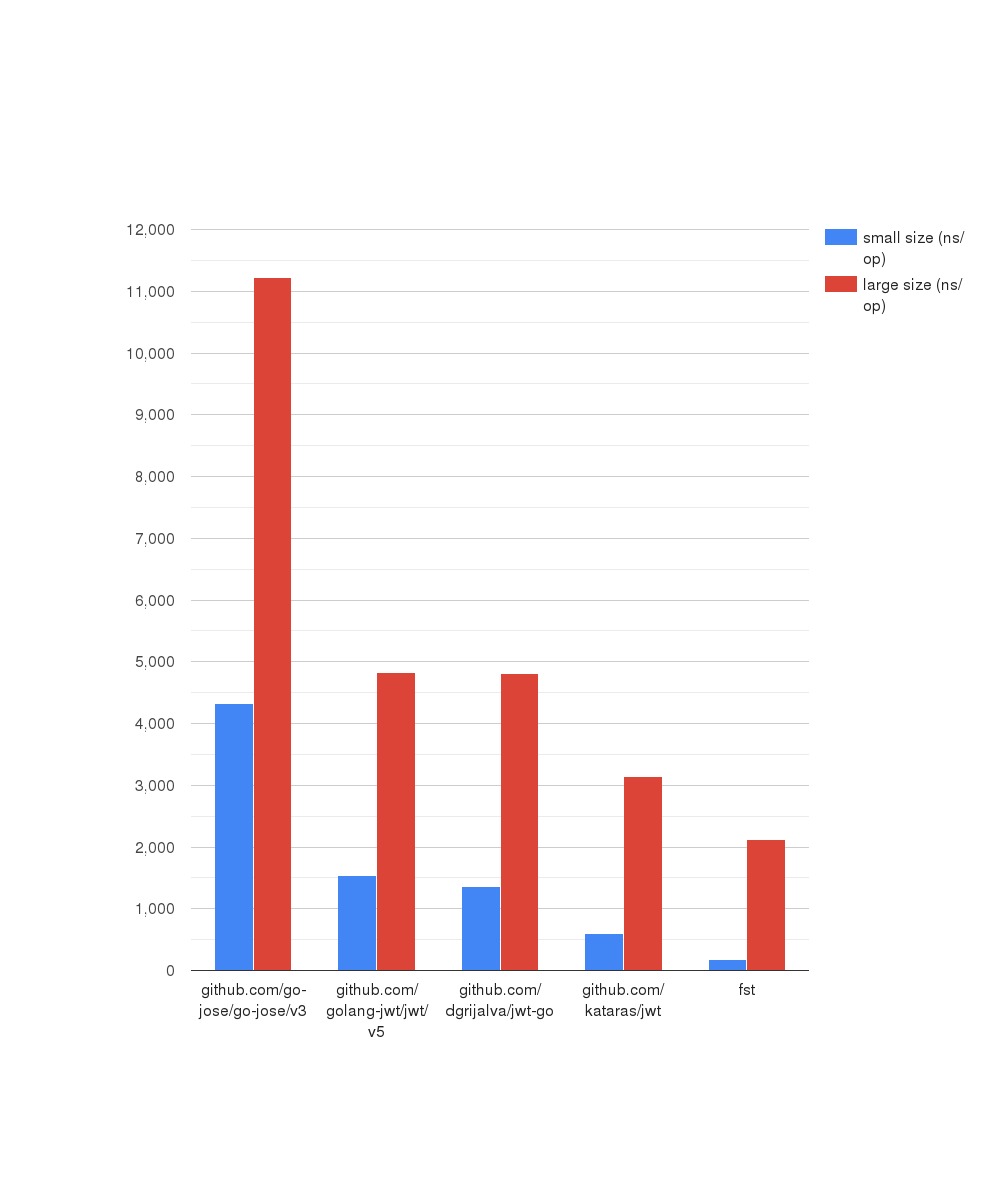 12,000
11,000
10,000
9,000
8,000
7,000
6,000
5,000
4,000
3,000
2,000
1,000
0
small size (ns/
op)
large size (ns/
op)
github.com/go-
jose/go-jose/v3
github.com/
golang-jwt/jwt/
v5
github.com/
dgrijalva/jwt-go
github.com/
kataras/jwt
fst